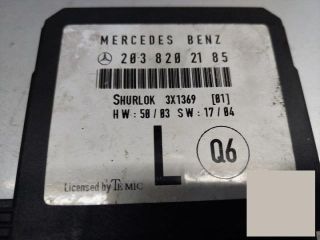 MERCEDES BENZ
203 820 21 85
SHURLOK 3X1369 [01]
HW: 50/03 SW: 17/04
L Q6
Licensed by TEMIC